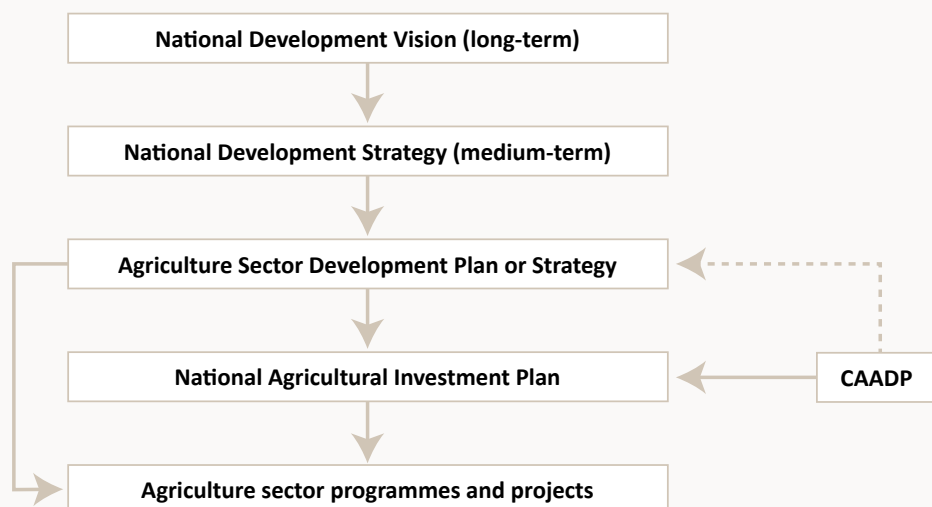 National Development Vision (long-term)
National Development Strategy (medium-term)
Agriculture Sector Development Plan or Strategy
National Agricultural Investment Plan
CAADP
Agriculture sector programmes and projects